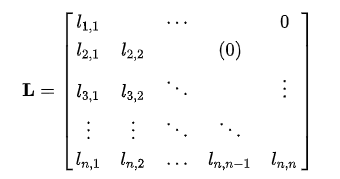 l_{1,1} ⋯ 0
l_{2,1} l_{2,2} (0)
L = l_{3,1} l_{3,2} ⋱ ⋮
⋮ ⋮ ⋱ ⋱
l_{n,1} l_{n,2} … l_{n,n-1} l_{n,n}